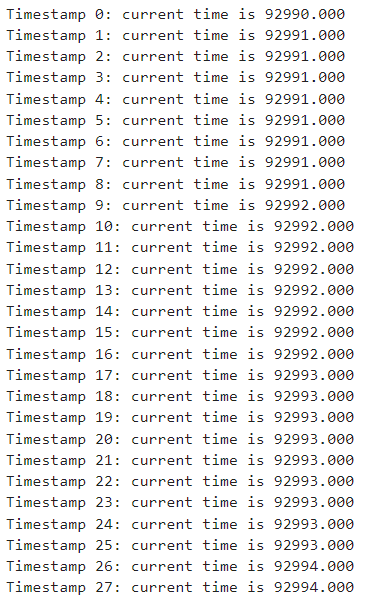 Timestamp 0: current time is 92990.000
Timestamp 1: current time is 92991.000
Timestamp 2: current time is 92991.000
Timestamp 3: current time is 92991.000
Timestamp 4: current time is 92991.000
Timestamp 5: current time is 92991.000
Timestamp 6: current time is 92991.000
Timestamp 7: current time is 92991.000
Timestamp 8: current time is 92991.000
Timestamp 9: current time is 92992.000
Timestamp 10: current time is 92992.000
Timestamp 11: current time is 92992.000
Timestamp 12: current time is 92992.000
Timestamp 13: current time is 92992.000
Timestamp 14: current time is 92992.000
Timestamp 15: current time is 92992.000
Timestamp 16: current time is 92992.000
Timestamp 17: current time is 92993.000
Timestamp 18: current time is 92993.000
Timestamp 19: current time is 92993.000
Timestamp 20: current time is 92993.000
Timestamp 21: current time is 92993.000
Timestamp 22: current time is 92993.000
Timestamp 23: current time is 92993.000
Timestamp 24: current time is 92993.000
Timestamp 25: current time is 92993.000
Timestamp 26: current time is 92994.000
Timestamp 27: current time is 92994.000